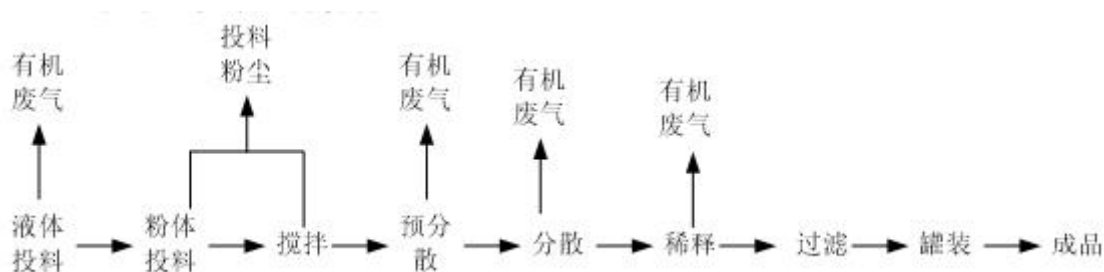 投料
粉尘
有机
废气
有机
废气
有机
废气
有机
废气
液体
投料
粉体
投料
搅拌
预分
散
分散
稀释
过滤
罐装
成品